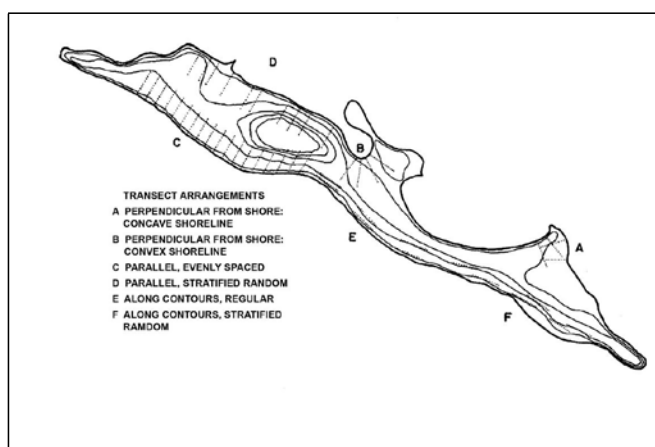 D
B
C
TRANSECT ARRANGEMENTS
A PERPENDICULAR FROM SHORE:
CONCAVE SHORELINE
B PERPENDICULAR FROM SHORE:
CONVEX SHORELINE
C PARALLEL, EVENLY SPACED
D PARALLEL, STRATIFIED RANDOM
E ALONG CONTOURS, REGULAR
F ALONG CONTOURS, STRATIFIED
RAMDOM
E
A
F